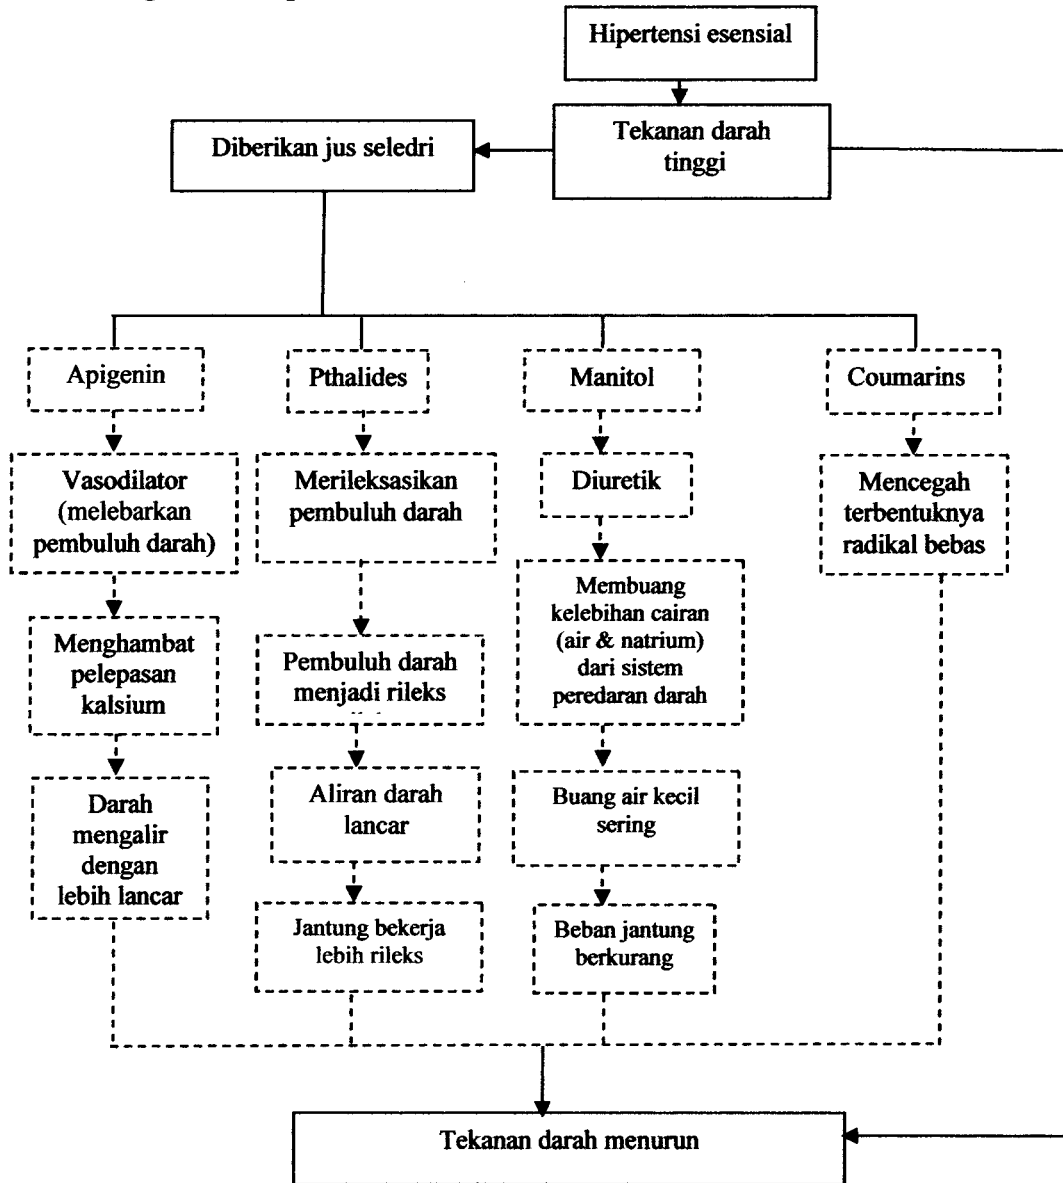 Hipertensi esensial
Tekanan darah
tinggi
Diberikan jus seledri
Apigenin
Pthalides
Manitol
Coumarins
Vasodilator
(melebarkan
pembuluh darah)
Merileksasikan
pembuluh darah
Diuretik
Mencegah
terbentuknya
radikal bebas
Menghambat
pelepasan
kalsium
Pembuluh darah
menjadi rileks
Membuang
kelebihan cairan
(air & natrium)
dari sistem
peredaran darah
Darah
mengalir
dengan
lebih lancar
Aliran darah
lancar
Buang air kecil
sering
Jantung bekerja
lebih rileks
Beban jantung
berkurang
Tekanan darah menurun